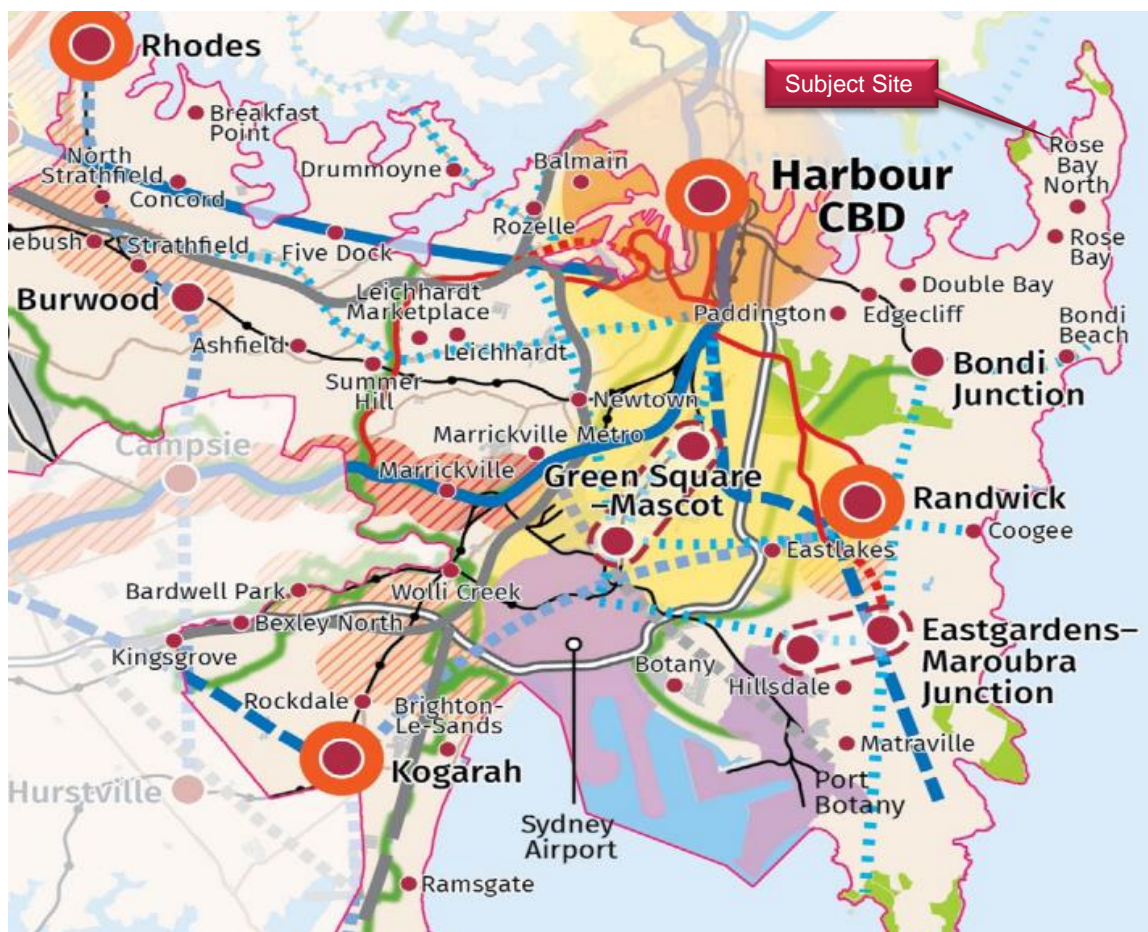 Rhodes
Subject Site
Breakfast
Point
North
Strathfield
Concord
Drummoyne
Balmain
Harbour
CBD
Rose
Bay
North
Rozelle
Rose
Bay
nebush
Strathfield
Five Dock
Burwood
Leichhardt
Marketplace
Leichhardt
Paddington
Edgecliff
Double Bay
Bondi
Beach
Ashfield
Summer
Hill
Newtown
Bondi
Junction
Campsie
Marrickville Metro
Marrickville
Green Square
–Mascot
Randwick
Coogee
Eastlakes
Bardwell Park
Wolli Creek
Bexley North
Kingsgrove
Botany
Hillsdale
Eastgardens–
Maroubra
Junction
Rockdale
Brighton-
Le-Sands
Kogarah
Matraville
Hurstville
Port
Botany
Sydney
Airport
Ramsgate